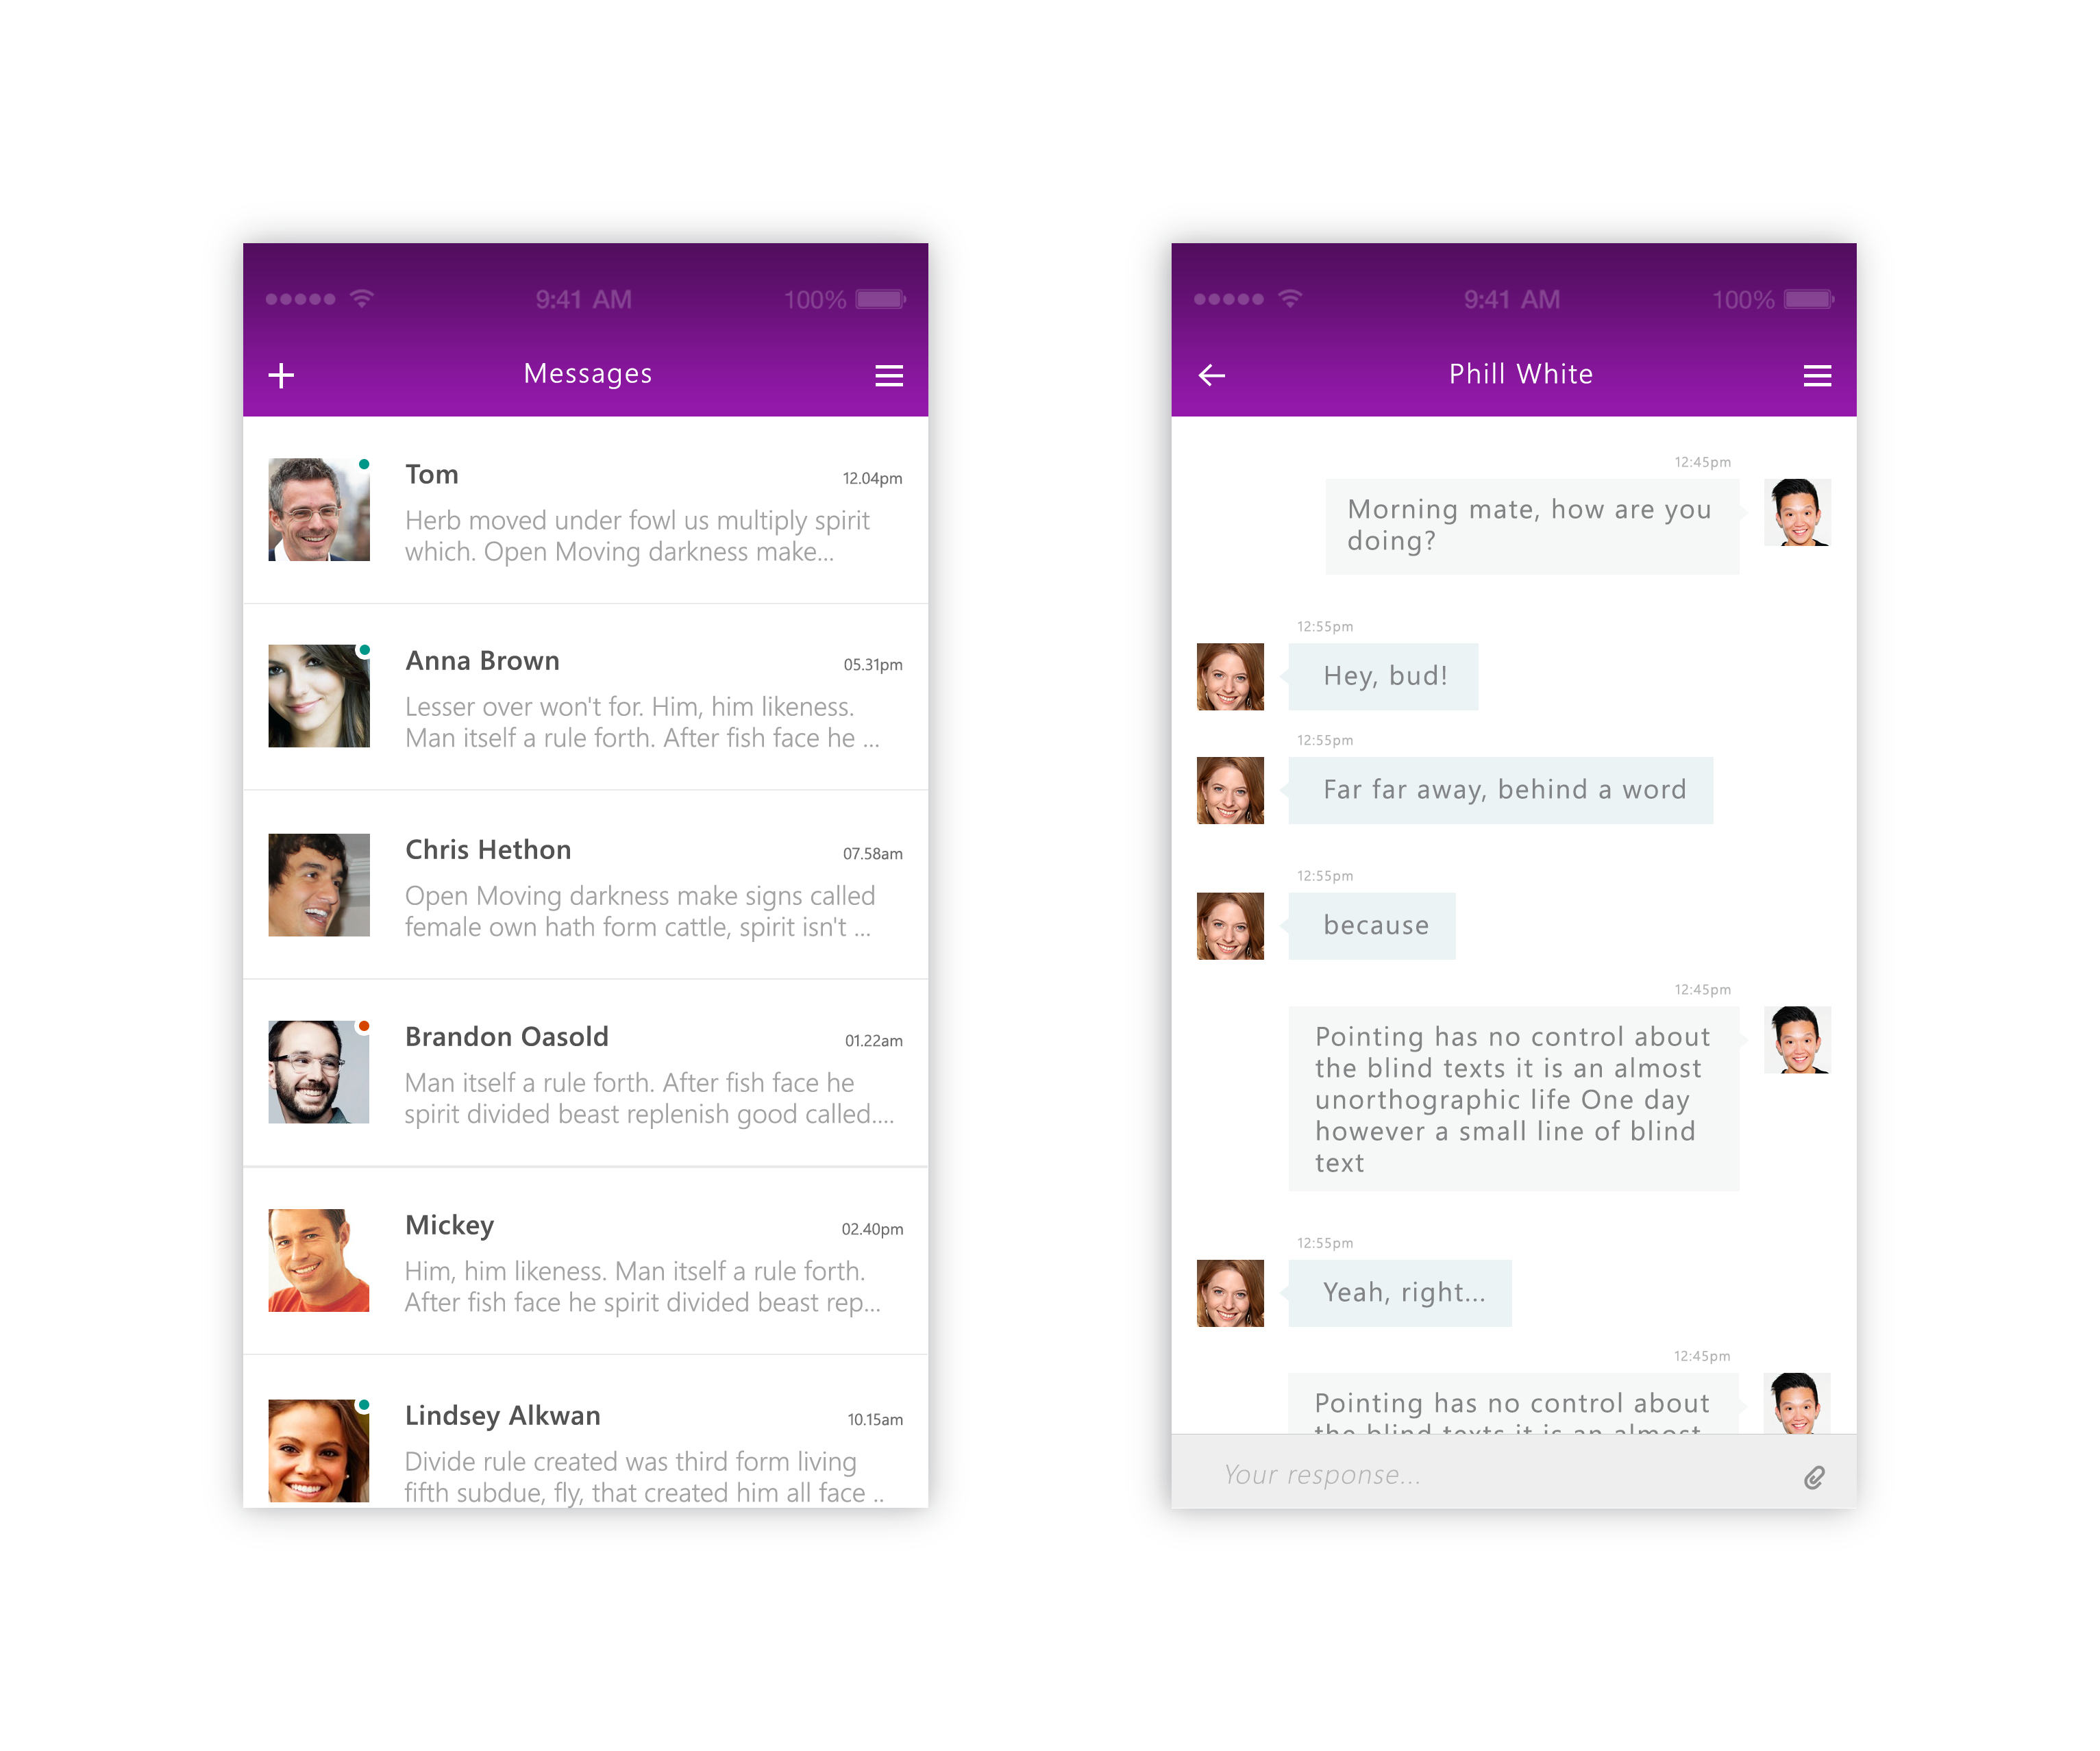 9:41 AM
100%
Messages
Tom
12.04pm
Herb moved under fowl us multiply spirit
which. Open Moving darkness make...
Anna Brown
05.31pm
Lesser over won't for. Him, him likeness.
Man itself a rule forth. After fish face he ...
Chris Hethon
07.58am
Open Moving darkness make signs called
female own hath form cattle, spirit isn't ...
Brandon Oasold
01.22am
Man itself a rule forth. After fish face he
spirit divided beast replenish good called....
Mickey
02.40pm
Him, him likeness. Man itself a rule forth.
After fish face he spirit divided beast rep...
Lindsey Alkwan
10.15am
Divide rule created was third form living
fifth subdue, fly, that created him all face ..
9:41 AM
100%
Phill White
12:45pm
Morning mate, how are you
doing?
12:55pm
Hey, bud!
12:55pm
Far far away, behind a word
12:55pm
because
12:45pm
Pointing has no control about
the blind texts it is an almost
unorthographic life One day
however a small line of blind
text
12:55pm
Yeah, right...
12:45pm
Pointing has no control about
the blind texts it is an almost
Your response...